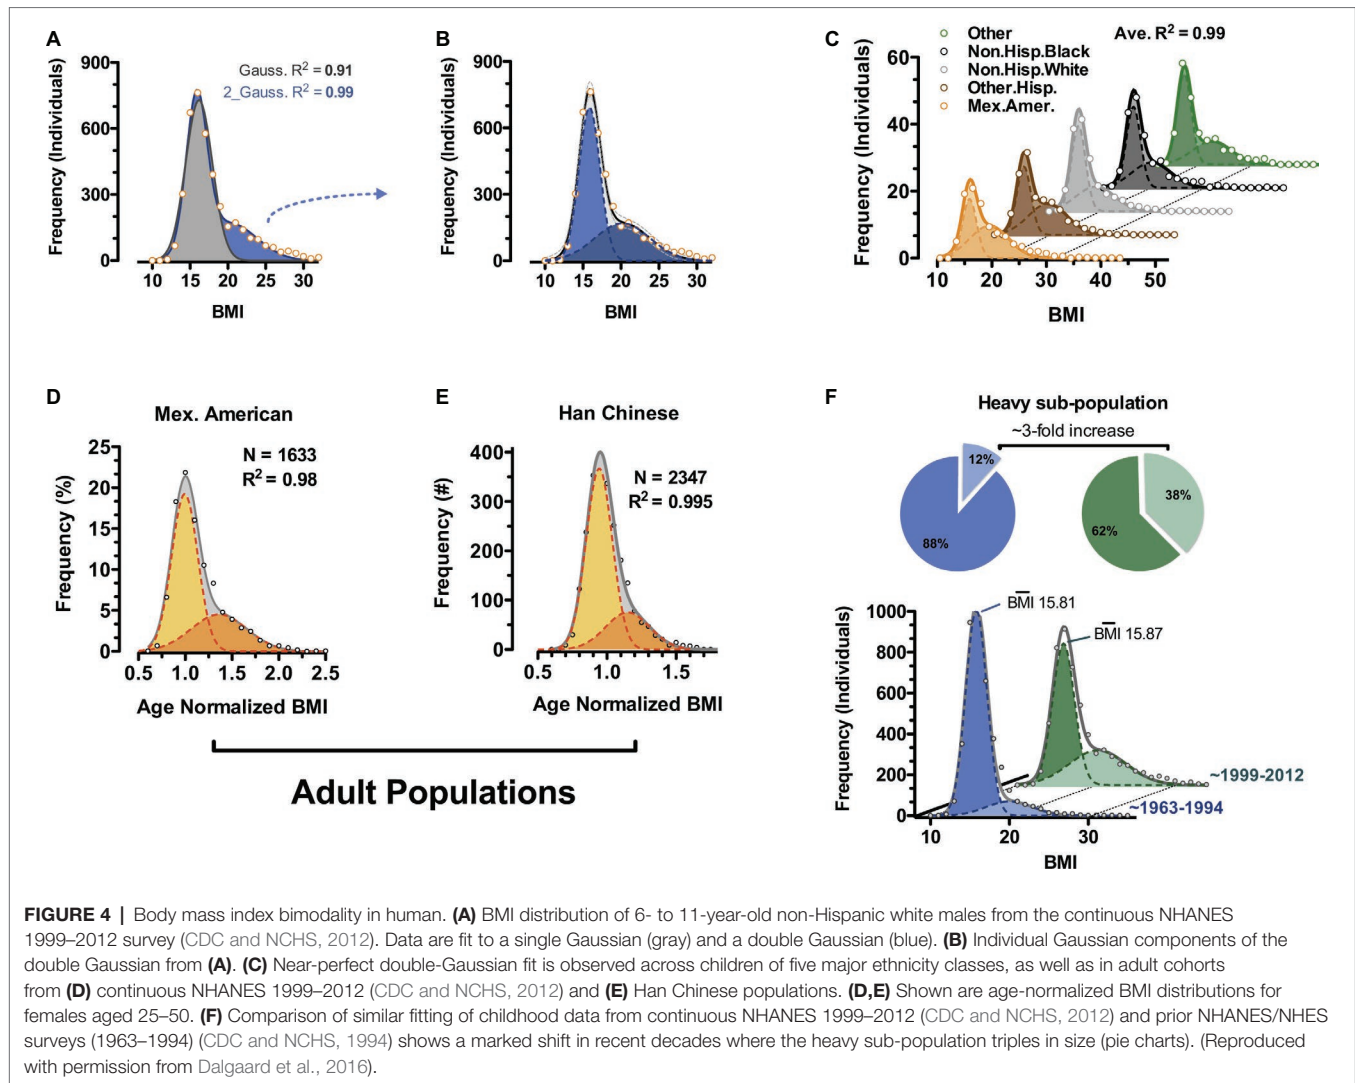 A
900
600
300
0
Frequency (Individuals)
Gauss. R² = 0.91
2_Gauss. R² = 0.99
10 15 20 25 30
BMI
B
900
600
300
0
Frequency (Individuals)
10 15 20 25 30
BMI
C
60
40
20
0
Frequency (Individuals)
Other
Non.Hisp.Black
Non.Hisp.White
Other.Hisp.
Mex.Amer.
Ave. R² = 0.99
10 20 30 40 50
BMI
D
Mex. American
25
20
15
10
5
0
Frequency (%)
N = 1633
R² = 0.98
0.5 1.0 1.5 2.0 2.5
Age Normalized BMI
E
Han Chinese
400
300
200
100
0
Frequency (#)
N = 2347
R² = 0.995
0.5 1.0 1.5
Age Normalized BMI
Adult Populations
F
Heavy sub-population
~3-fold increase
12%
88%
38%
62%
1000
800
600
400
200
0
Frequency (Individuals)
BMI 15.81
BMI 15.87
~1999-2012
~1963-1994
10 20 30
BMI
FIGURE 4 | Body mass index bimodality in human. (A) BMI distribution of 6- to 11-year-old non-Hispanic white males from the continuous NHANES
1999–2012 survey (CDC and NCHS, 2012). Data are fit to a single Gaussian (gray) and a double Gaussian (blue). (B) Individual Gaussian components of the
double Gaussian from (A). (C) Near-perfect double-Gaussian fit is observed across children of five major ethnicity classes, as well as in adult cohorts
from (D) continuous NHANES 1999–2012 (CDC and NCHS, 2012) and (E) Han Chinese populations. (D,E) Shown are age-normalized BMI distributions for
females aged 25–50. (F) Comparison of similar fitting of childhood data from continuous NHANES 1999–2012 (CDC and NCHS, 2012) and prior NHANES/NHES
surveys (1963–1994) (CDC and NCHS, 1994) shows a marked shift in recent decades where the heavy sub-population triples in size (pie charts). (Reproduced
with permission from Dalgaard et al., 2016).